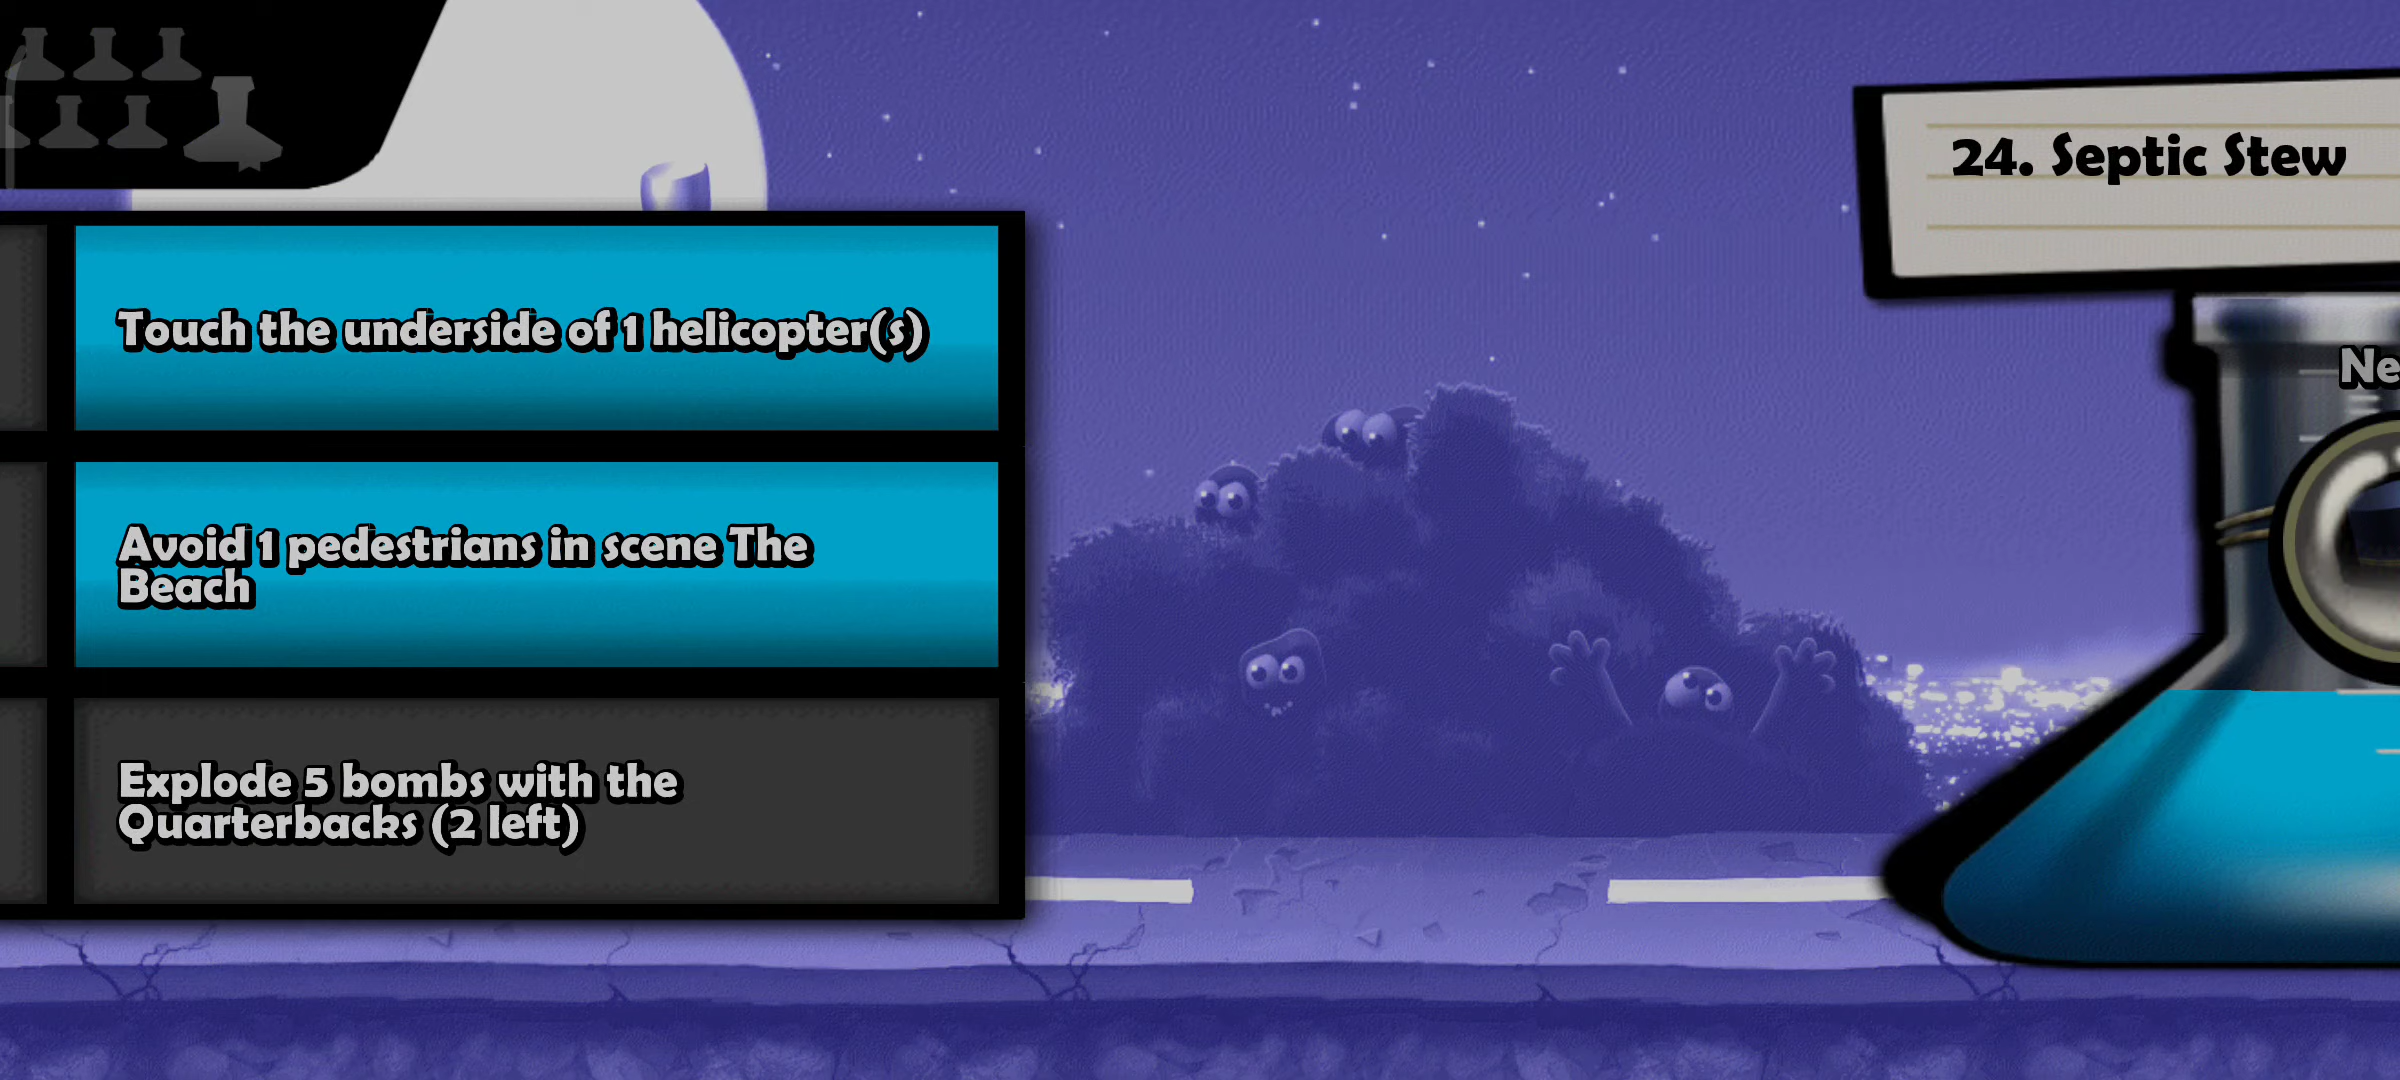 24. Septic Stew
Touch the underside of 1 helicopter(s)
Ne
Avoid 1 pedestrians in scene The
Beach
Explode 5 bombs with the
Quarterbacks (2 left)